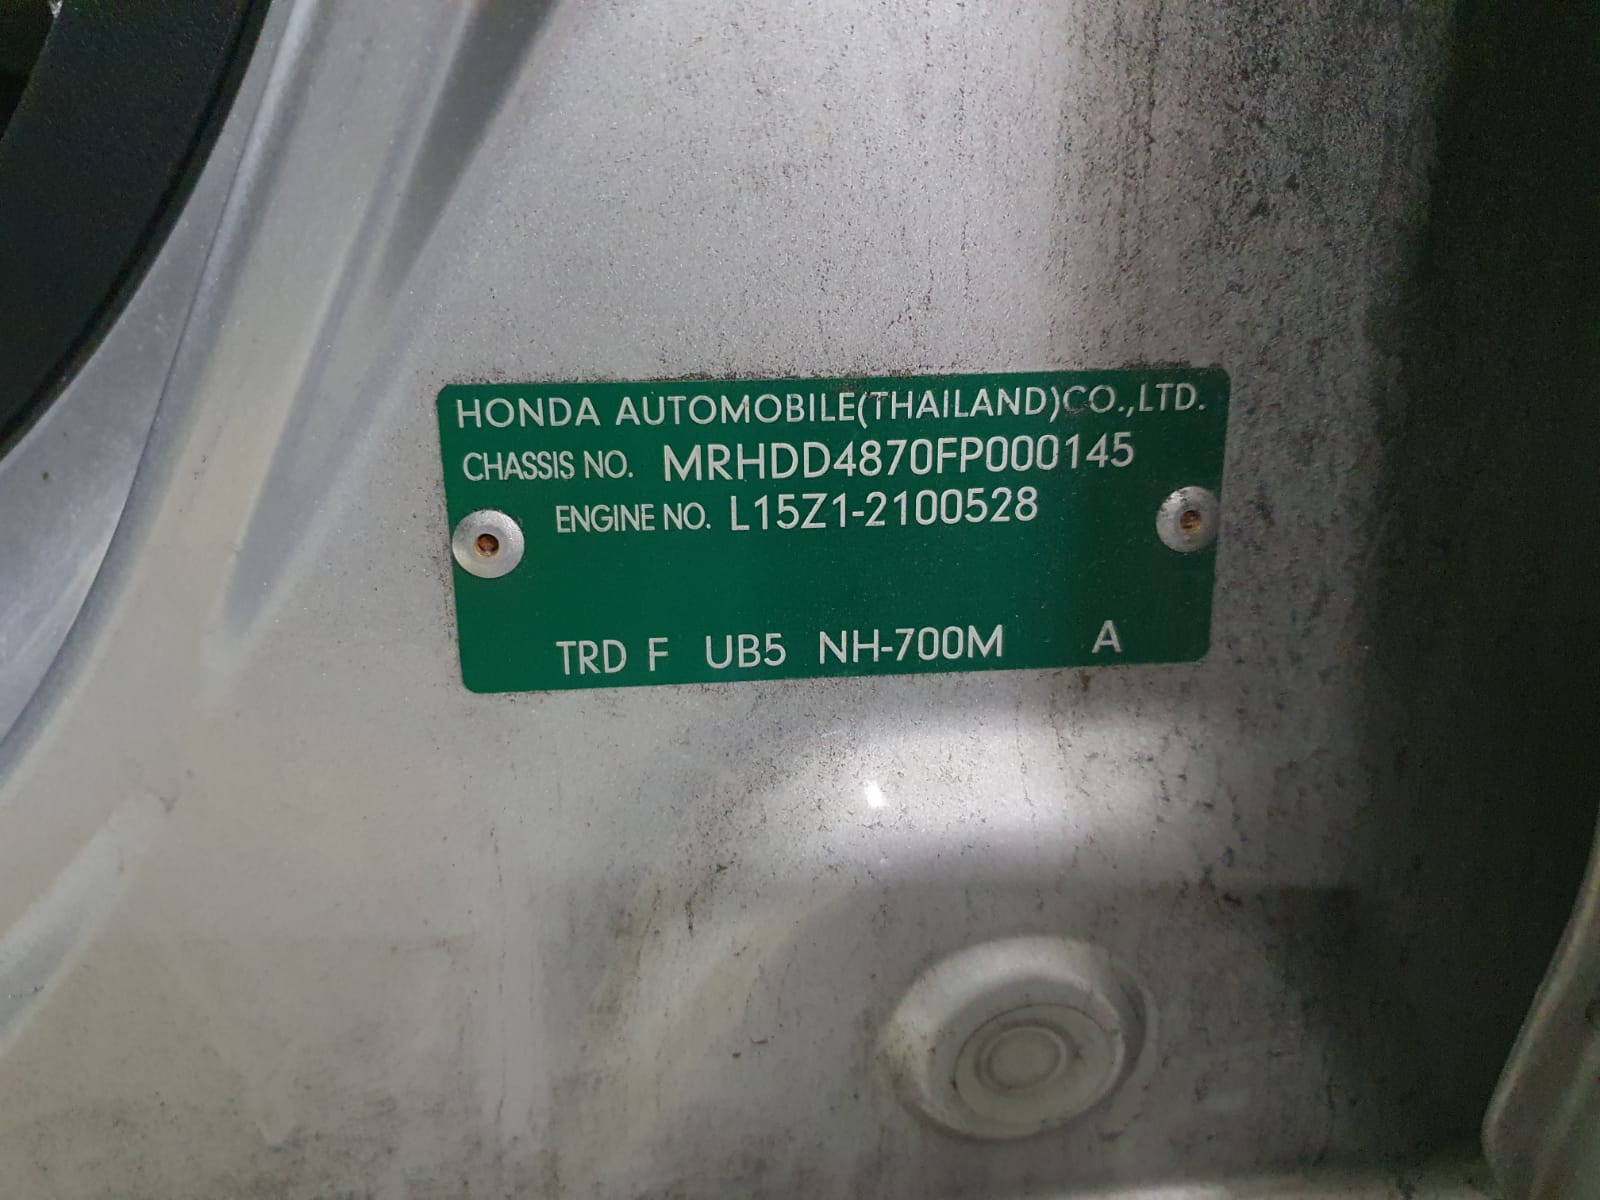 HONDA AUTOMOBILE(THAILAND)CO.,LTD.
CHASSIS NO. MRHDD4870FP000145
ENGINE NO. L15Z1-2100528
TRD F UB5 NH-700M A